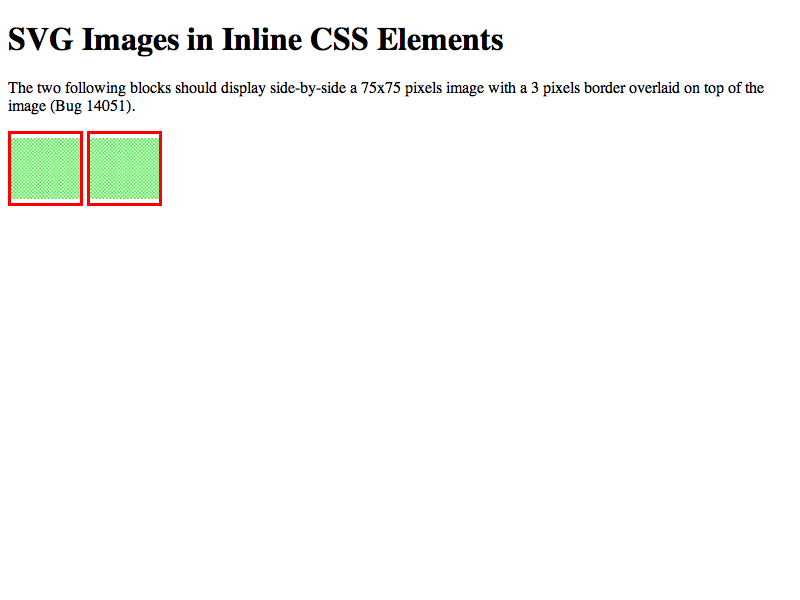 SVG Images in Inline CSS Elements
The two following blocks should display side-by-side a 75x75 pixels image with a 3 pixels border overlaid on top of the
image (Bug 14051).